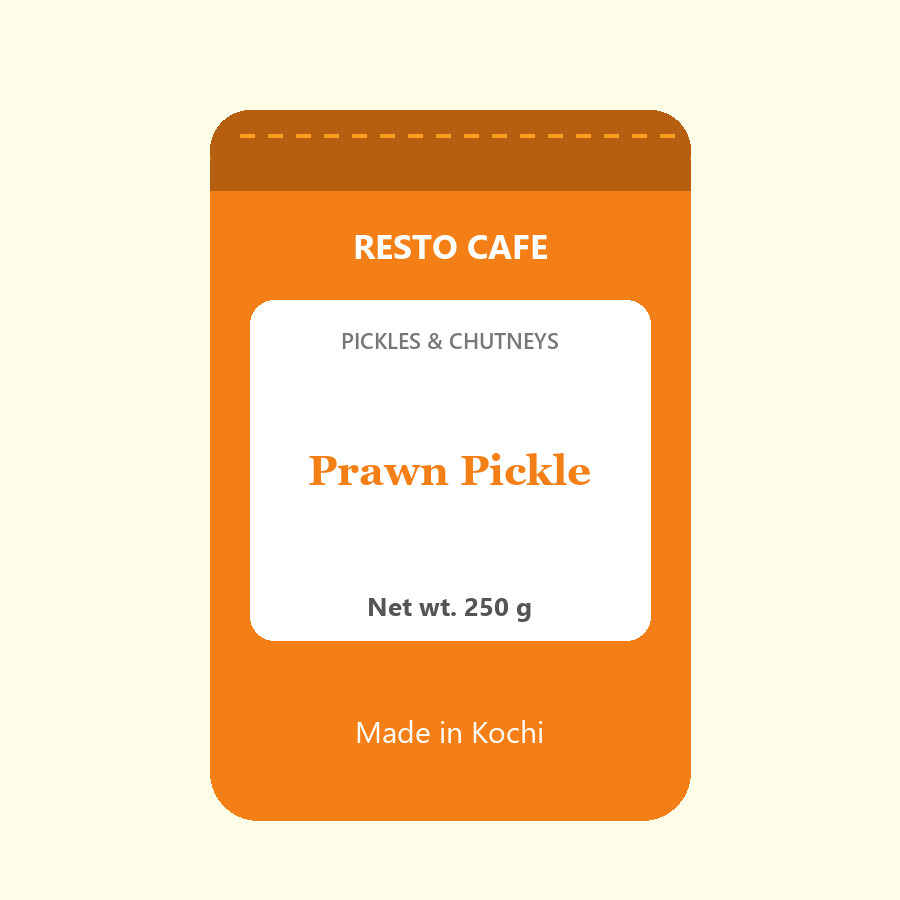 RESTO CAFE
PICKLES & CHUTNEYS
Prawn Pickle
Net wt. 250 g
Made in Kochi